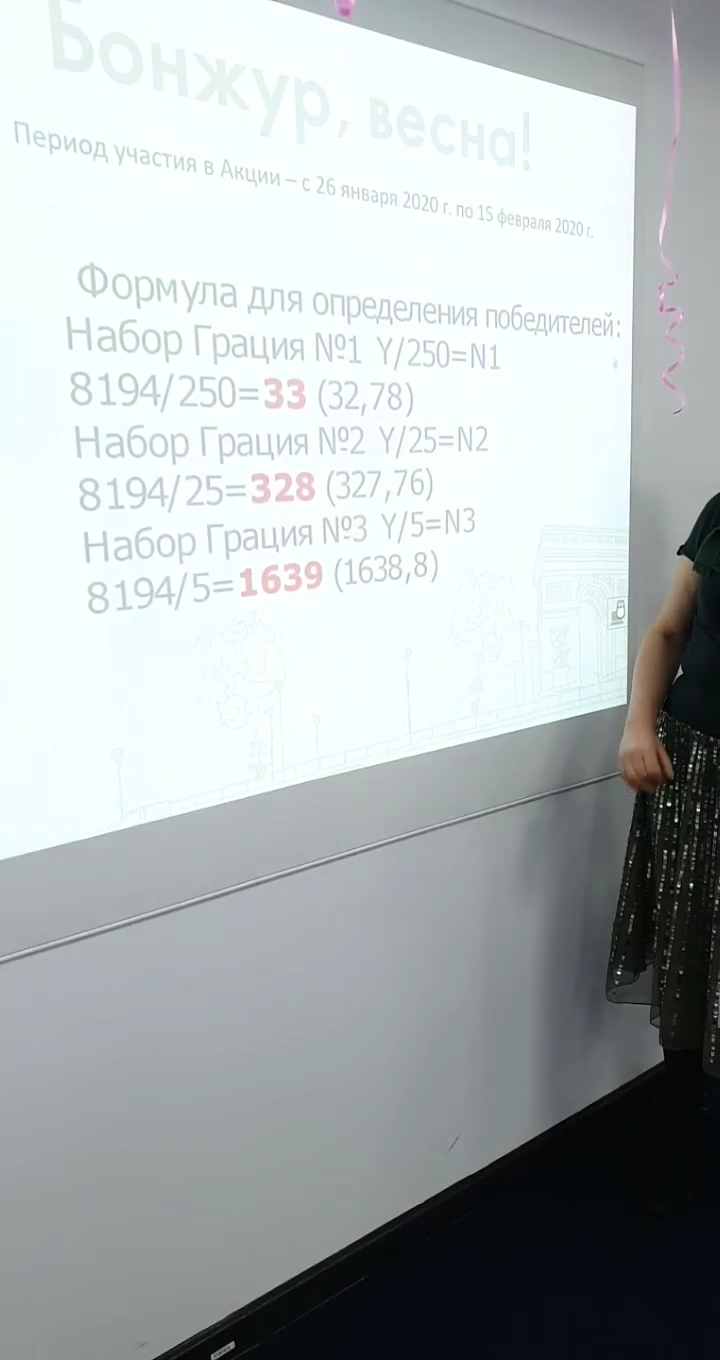 Бонжур, весна!
Период участия в Акции – с 26 января 2020 г. по 15 февраля 2020 г.
Формула для определения победителей:
Набор Грация №1 Y/250=N1
8194/250=33 (32,78)
Набор Грация №2 Y/25=N2
8194/25=328 (327,76)
Набор Грация №3 Y/5=N3
8194/5=1639 (1638,8)